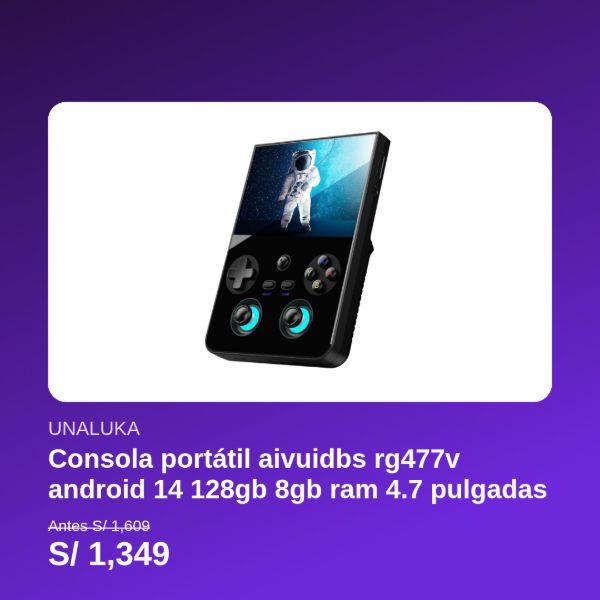 UNALUKA
Consola portátil aivuidbs rg477v
android 14 128gb 8gb ram 4.7 pulgadas
Antes S/ 1,609
S/ 1,349